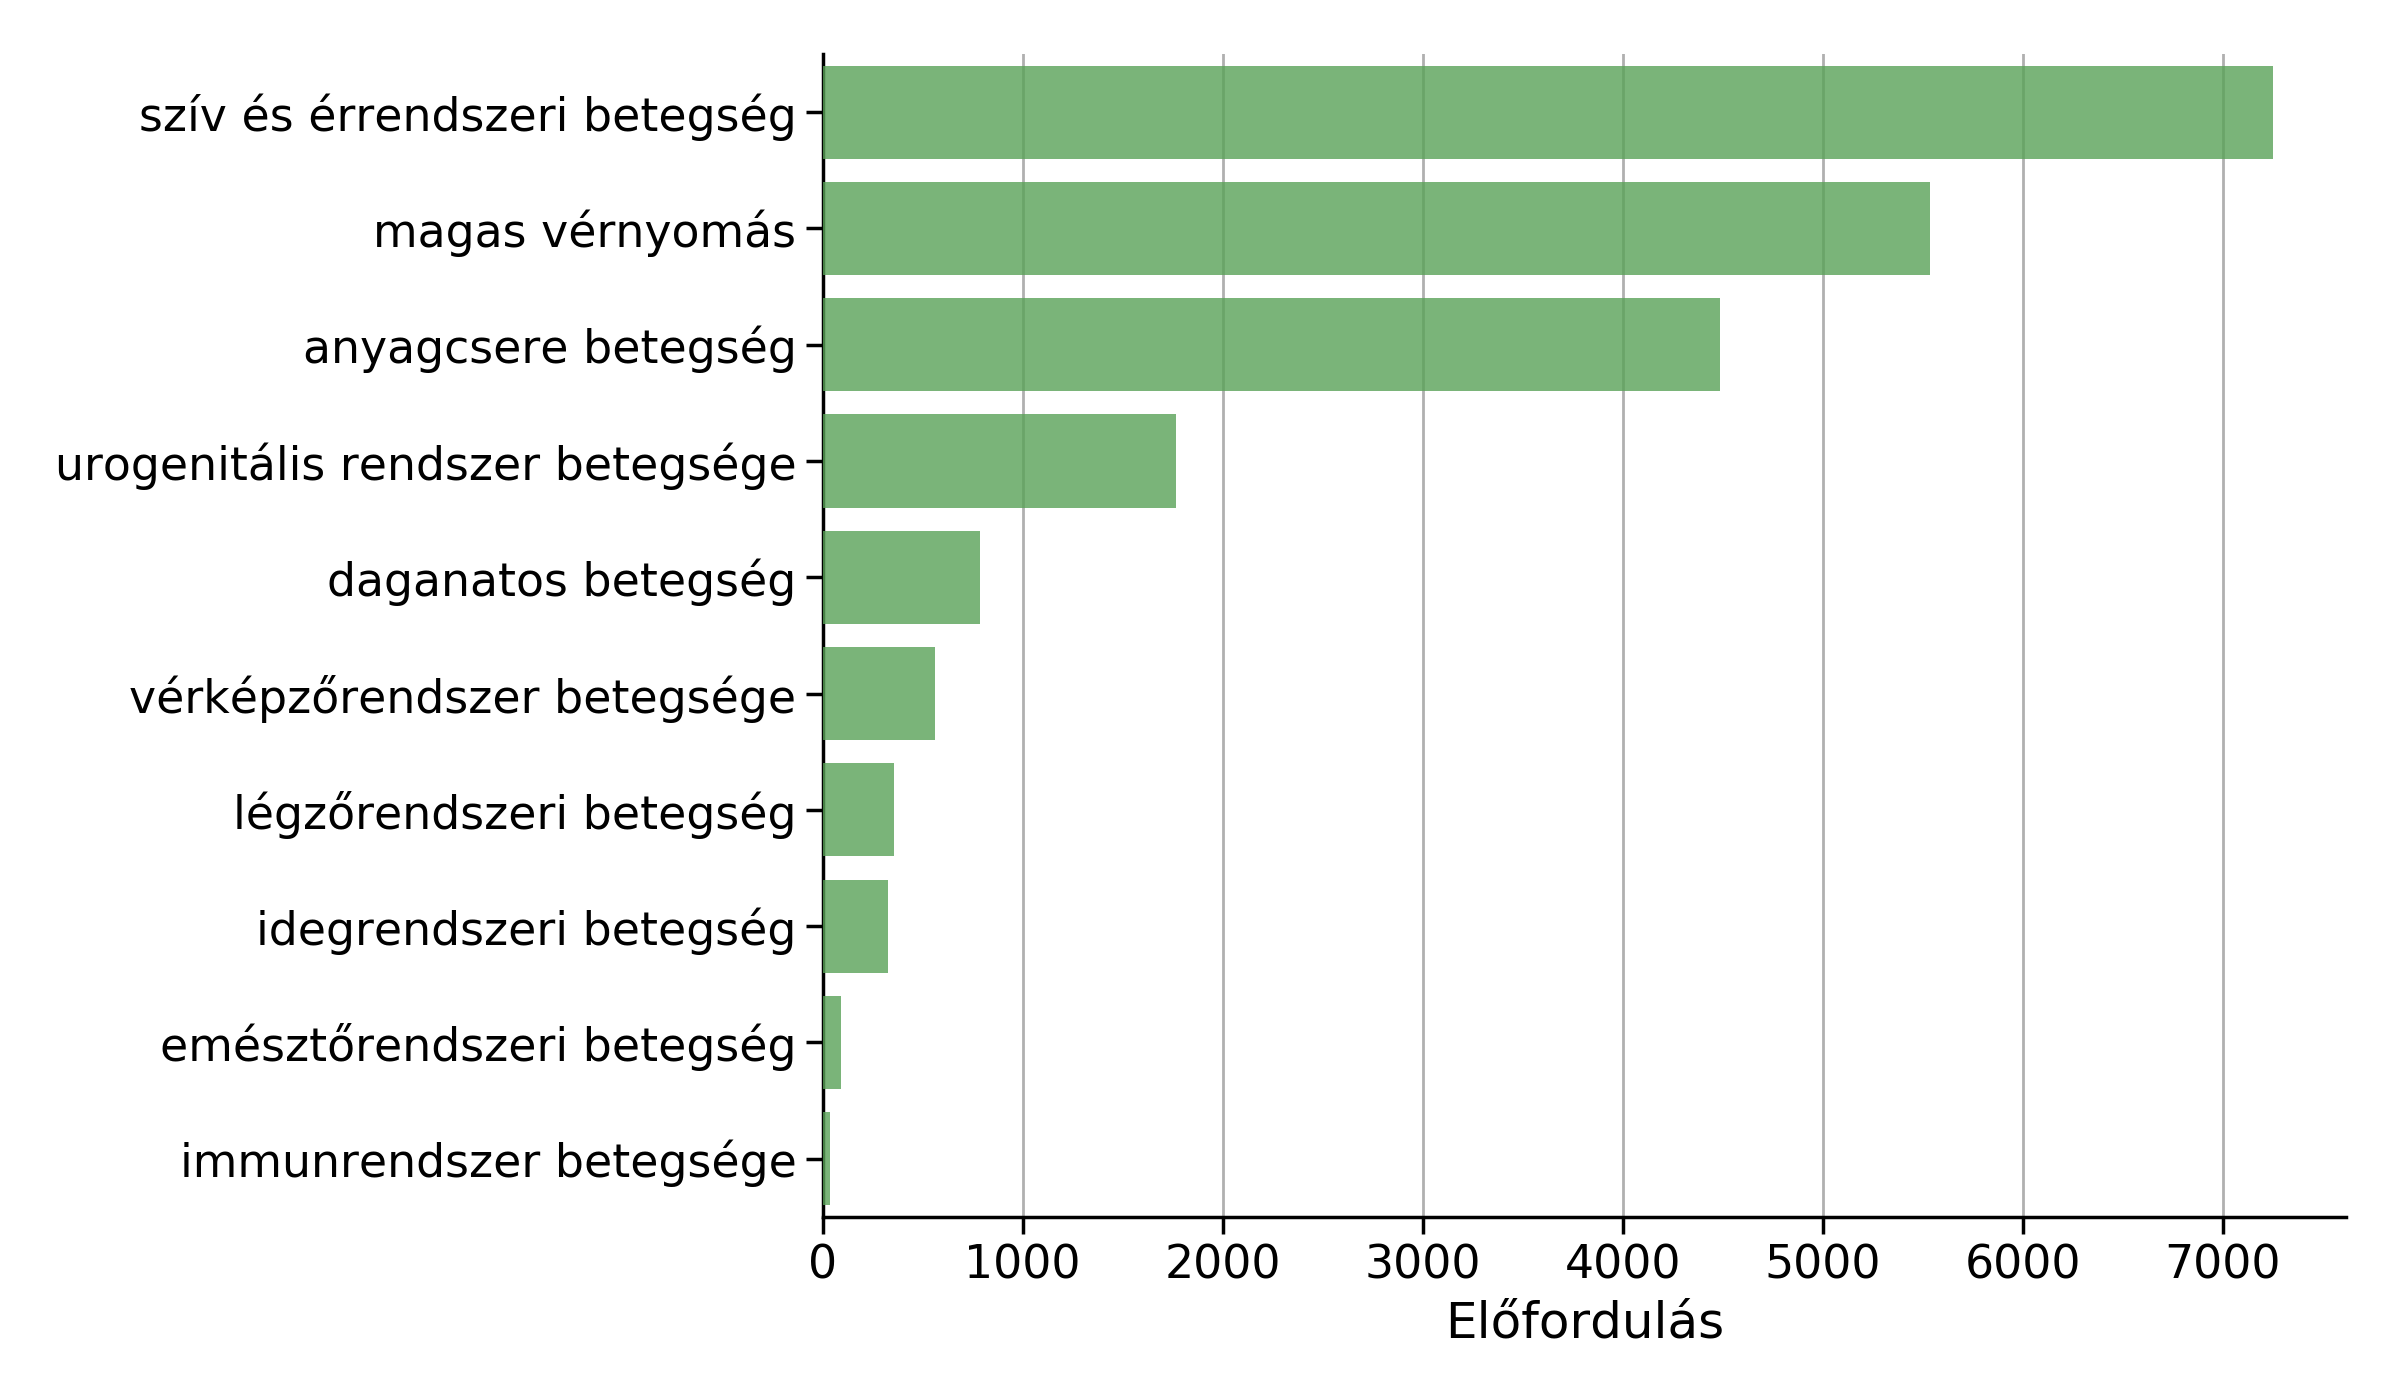 szív és érrendszeri betegség
magas vérnyomás
anyagcsere betegség
urogenitális rendszer betegsége
daganatos betegség
vérképzőrendszer betegsége
légzőrendszeri betegség
idegrendszeri betegség
emésztőrendszeri betegség
immunrendszer betegsége
0 1000 2000 3000 4000 5000 6000 7000
Előfordulás